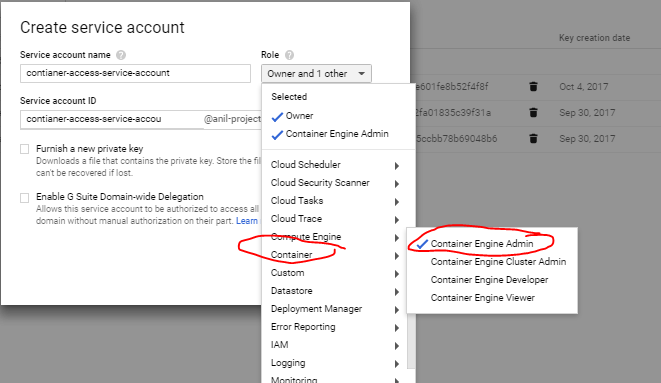 Create service account
Service account name
Role
Key creation date
contianer-access-service-account
Owner and 1 other
e601fe8b52f4f8f
Oct 4, 2017
Service account ID
Selected
2fa01835c39f31a
Sep 30, 2017
contianer-access-service-accou
@anil-project
Owner
Container Engine Admin
5ccbb78b69048b6
Sep 30, 2017
Furnish a new private key
Downloads a file that contains the private key. Store the fil
can't be recovered if lost.
Enable G Suite Domain-wide Delegation
Allows this service account to be authorized to access all
domain without manual authorization on their part. Learn
Cloud Scheduler
Cloud Security Scanner
Cloud Tasks
Cloud Trace
Compute Engine
Container
Custom
Datastore
Deployment Manager
Error Reporting
IAM
Logging
Monitoring
Container Engine Admin
Container Engine Cluster Admin
Container Engine Developer
Container Engine Viewer